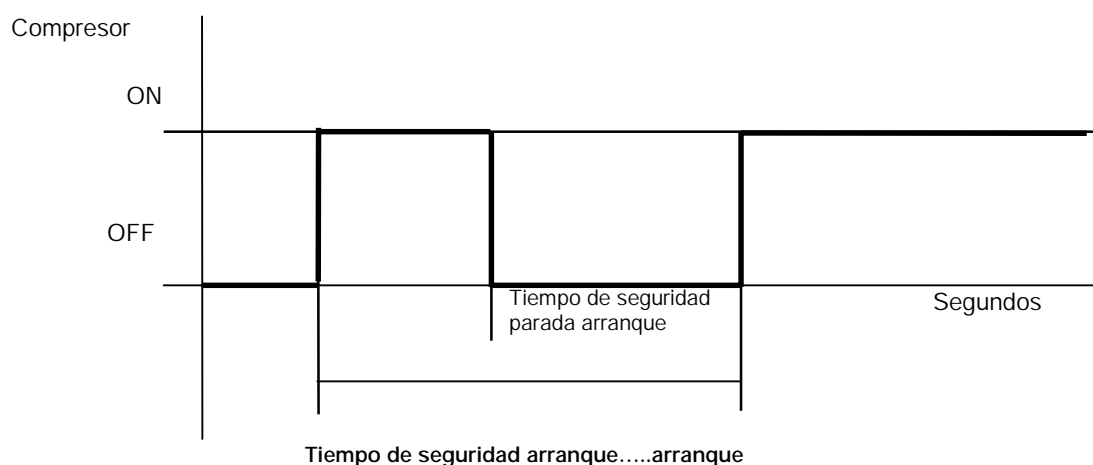 Compresor
ON
OFF
Tiempo de seguridad
parada arranque
Segundos
Tiempo de seguridad arranque…..arranque